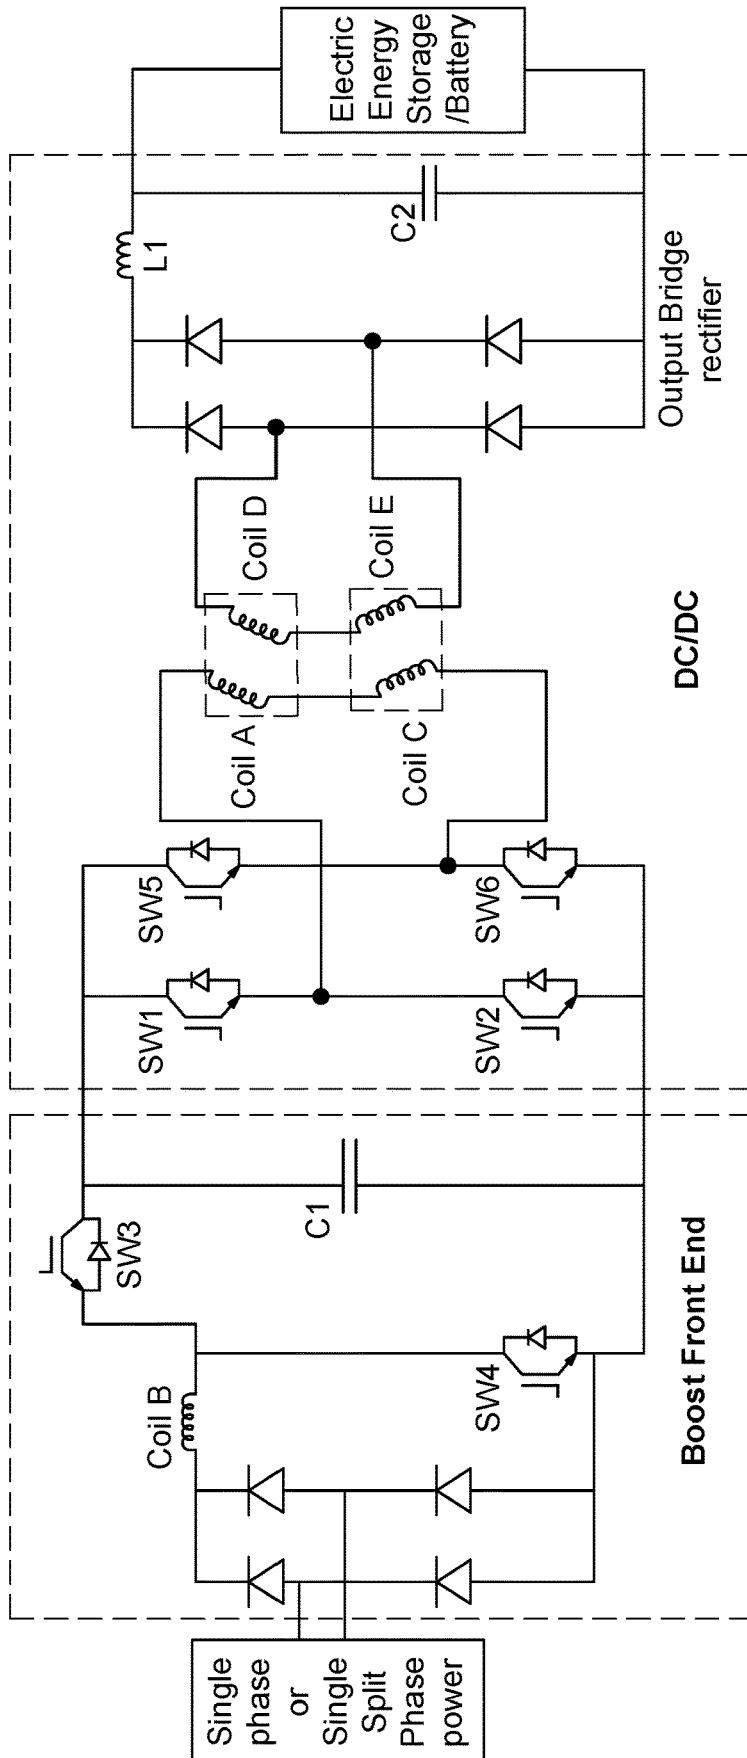 Single
phase
or
Single
Split
Phase
power
Coil B
SW4
SW3
C1
Boost Front End
SW1
SW2
SW5
SW6
Coil A
Coil C
Coil D
Coil E
DC/DC
L1
C2
Output Bridge
rectifier
Electric
Energy
Storage
/Battery